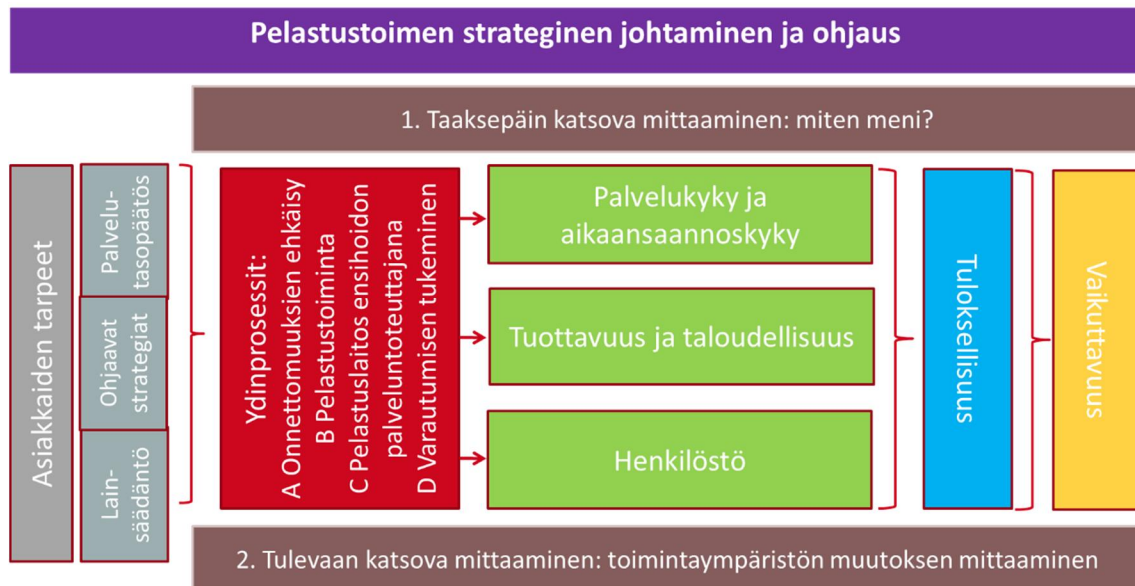 Pelastustoimen strateginen johtaminen ja ohjaus
1. Taaksepäin katsova mittaaminen: miten meni?
Asiakkaiden tarpeet
Palvelu-
tasopäätös
Ohjaavat
strategiat
Lain-
säädäntö
Ydinprosessit:
A Onnettomuuksien ehkäisy
B Pelastustoiminta
C Pelastuslaitos ensihoidon
palveluntoteuttajana
D Varautumisen tukeminen
Palvelukyky ja
aikaansaannoskyky
Tuottavuus ja taloudellisuus
Henkilöstö
Tuloksellisuus
Vaikuttavuus
2. Tulevaan katsova mittaaminen: toimintaympäristön muutoksen mittaaminen